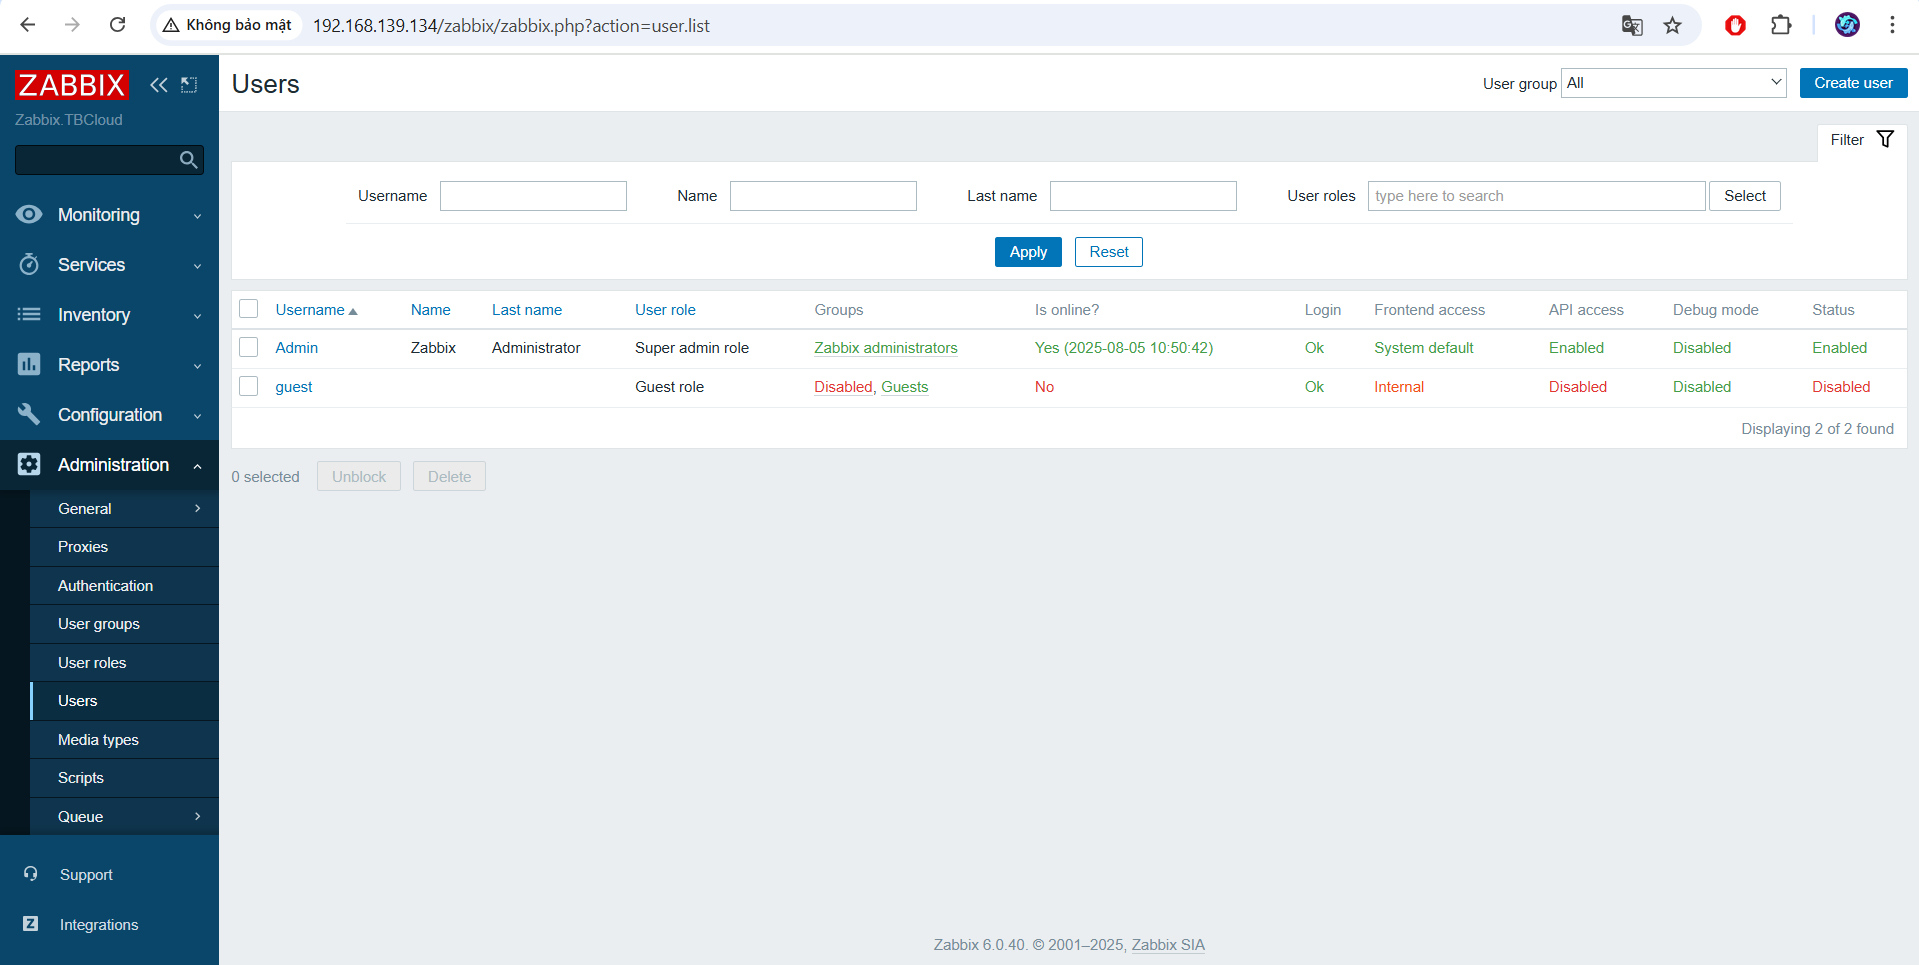 Không bảo mật 192.168.139.134/zabbix/zabbix.php?action=user.list
ZABBIX
Zabbix.TBCloud
Monitoring
Services
Inventory
Reports
Configuration
Administration
General
Proxies
Authentication
User groups
User roles
Users
Media types
Scripts
Queue
Support
Integrations
Users
User group All Create user
Filter
Username Name Last name User roles type here to search Select
Apply Reset
Username Name Last name User role Groups Is online? Login Frontend access API access Debug mode Status
Admin Zabbix Administrator Super admin role Zabbix administrators Yes (2025-08-05 10:50:42) Ok System default Enabled Disabled Enabled
guest Guest role Disabled, Guests No Ok Internal Disabled Disabled Disabled
Displaying 2 of 2 found
0 selected Unblock Delete
Zabbix 6.0.40. © 2001–2025, Zabbix SIA